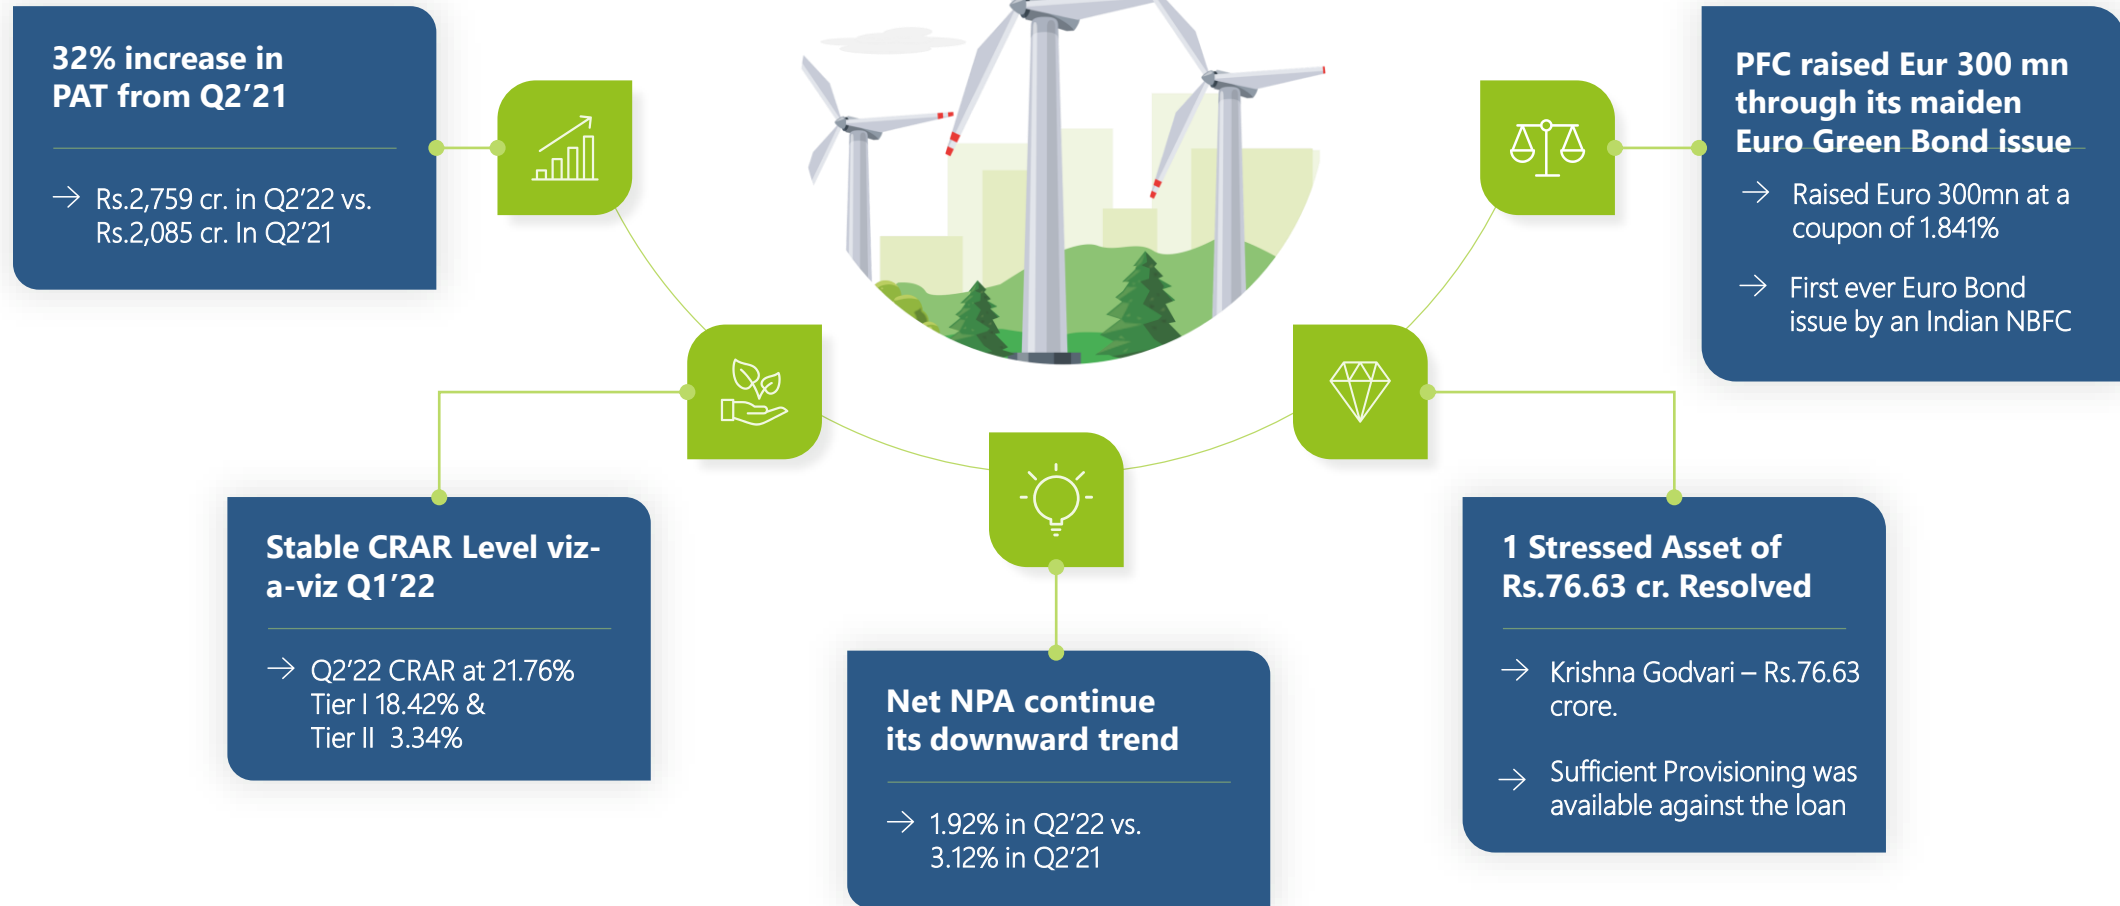 32% increase in
PAT from Q2’21
→ Rs.2,759 cr. in Q2’22 vs.
Rs.2,085 cr. In Q2’21
Stable CRAR Level viz-
a-viz Q1’22
→ Q2’22 CRAR at 21.76%
Tier I 18.42% &
Tier II 3.34%
Net NPA continue
its downward trend
→ 1.92% in Q2’22 vs.
3.12% in Q2’21
1 Stressed Asset of
Rs.76.63 cr. Resolved
→ Krishna Godvari – Rs.76.63
crore.
→ Sufficient Provisioning was
available against the loan
PFC raised Eur 300 mn
through its maiden
Euro Green Bond issue
→ Raised Euro 300mn at a
coupon of 1.841%
→ First ever Euro Bond
issue by an Indian NBFC